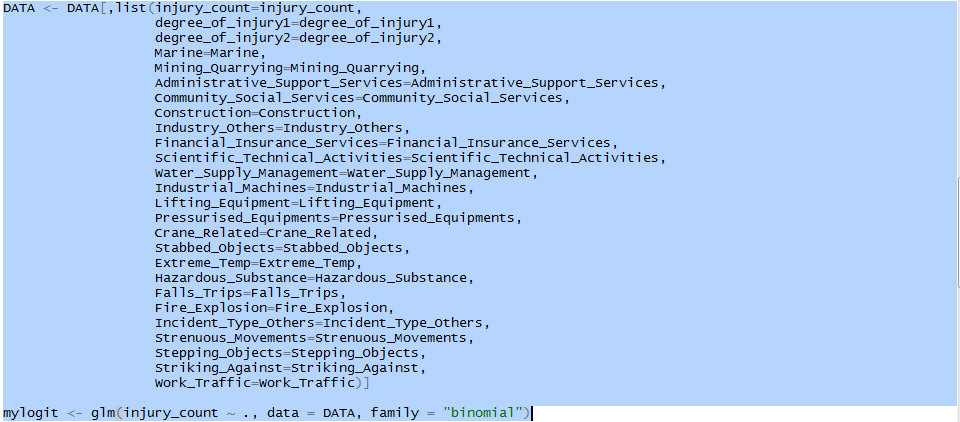 DATA <- DATA[,list(injury_count=injury_count,
degree_of_injury1=degree_of_injury1,
degree_of_injury2=degree_of_injury2,
Marine=Marine,
Mining_Quarrying=Mining_Quarrying,
Administrative_Support_Services=Administrative_Support_Services,
Community_Social_Services=Community_Social_Services,
Construction=Construction,
Industry_Others=Industry_Others,
Financial_Insurance_Services=Financial_Insurance_Services,
Scientific_Technical_Activities=Scientific_Technical_Activities,
Water_Supply_Management=Water_Supply_Management,
Industrial_Machines=Industrial_Machines,
Lifting_Equipment=Lifting_Equipment,
Pressurised_Equipments=Pressurised_Equipments,
Crane_Related=Crane_Related,
Stabbed_Objects=Stabbed_Objects,
Extreme_Temp=Extreme_Temp,
Hazardous_Substance=Hazardous_Substance,
Falls_Trips=Falls_Trips,
Fire_Explosion=Fire_Explosion,
Incident_Type_Others=Incident_Type_Others,
Strenuous_Movements=Strenuous_Movements,
Stepping_Objects=Stepping_Objects,
Striking_Against=Striking_Against,
Work_Traffic=Work_Traffic)]
mylogit <- glm(injury_count ~ ., data = DATA, family = "binomial")